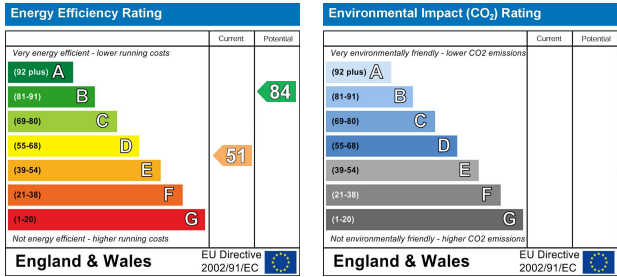 Energy Efficiency Rating
Current Potential
Very energy efficient - lower running costs
(92 plus) A
(81-91) B
84
(69-80) C
(55-68) D
51
(39-54) E
(21-38) F
(1-20) G
Not energy efficient - higher running costs
England & Wales
EU Directive
2002/91/EC
Environmental Impact (CO2) Rating
Current Potential
Very environmentally friendly - lower CO2 emissions
(92 plus) A
(81-91) B
(69-80) C
(55-68) D
(39-54) E
(21-38) F
(1-20) G
Not environmentally friendly - higher CO2 emissions
England & Wales
EU Directive
2002/91/EC